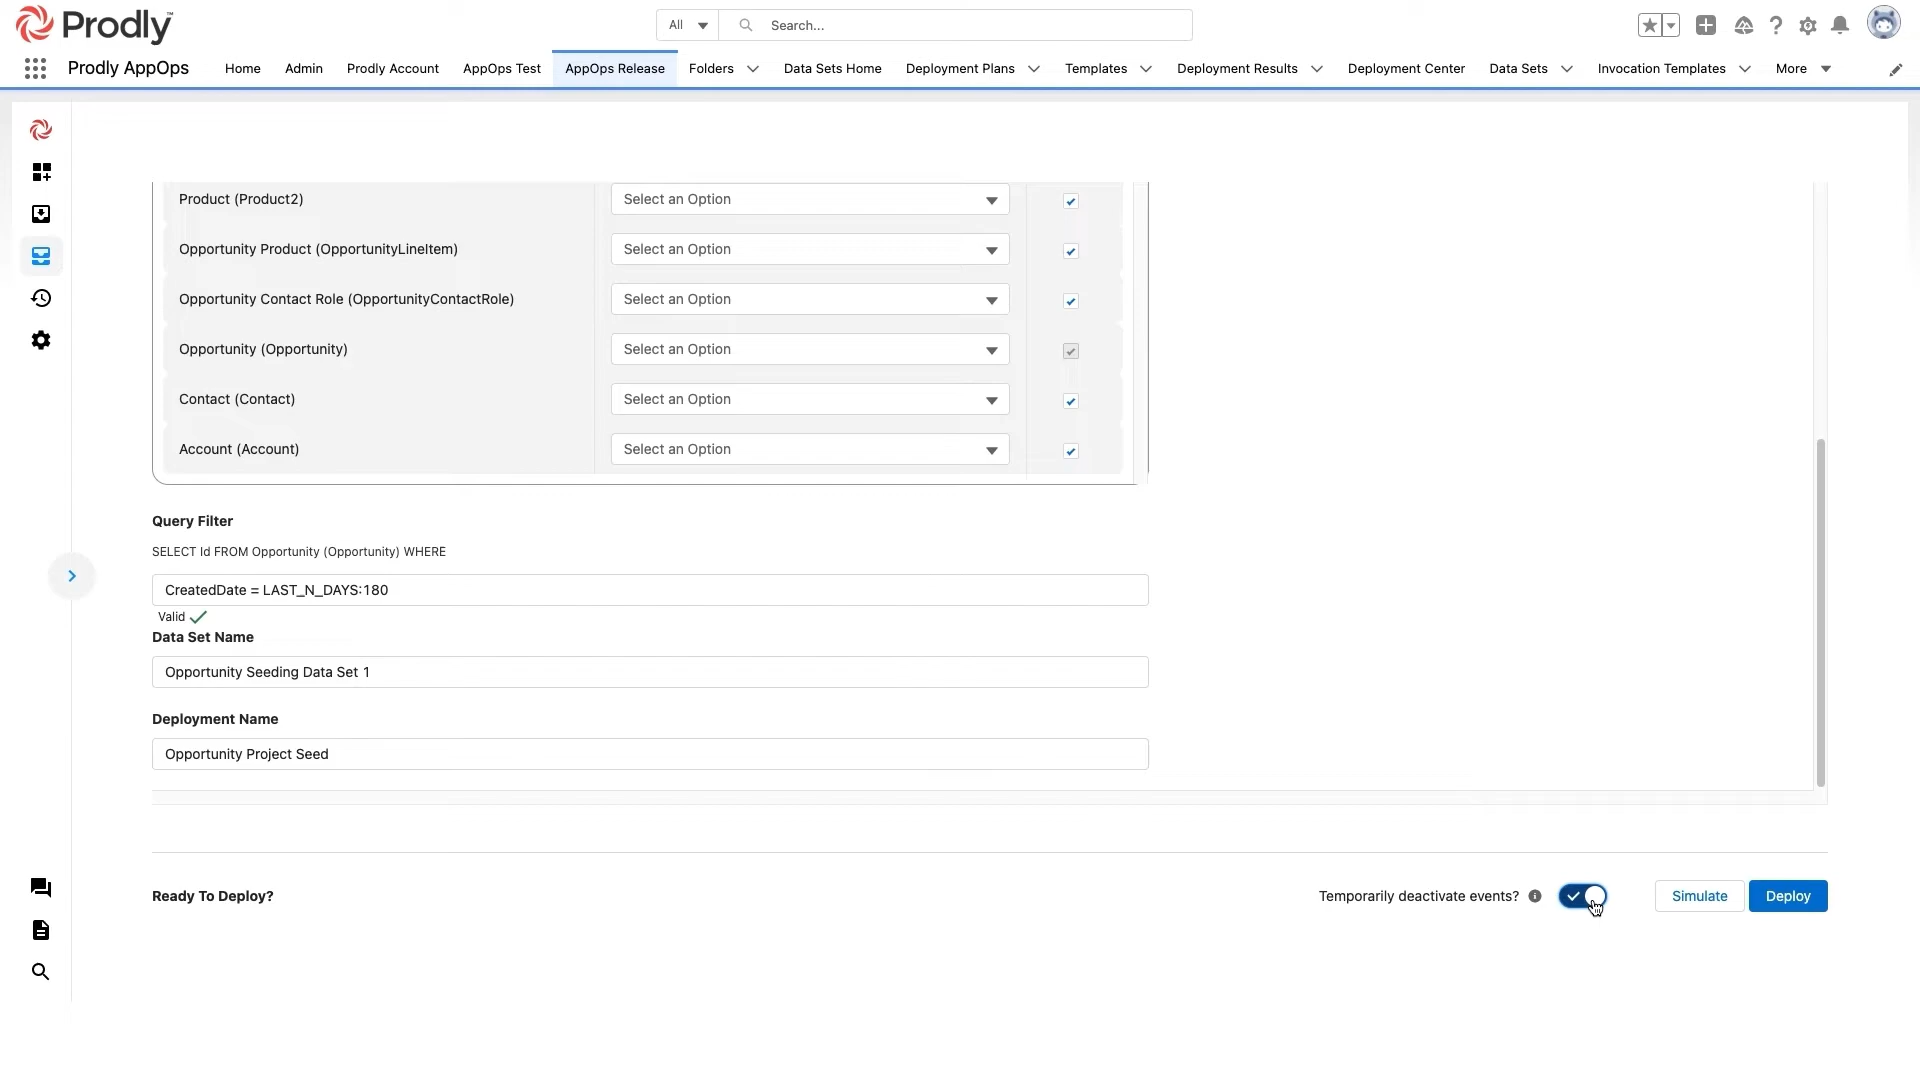 Prodly™
All
Search...
Prodly AppOps
Home
Admin
Prodly Account
AppOps Test
AppOps Release
Folders
Data Sets Home
Deployment Plans
Templates
Deployment Results
Deployment Center
Data Sets
Invocation Templates
More
Product (Product2)
Select an Option
Opportunity Product (OpportunityLineItem)
Select an Option
Opportunity Contact Role (OpportunityContactRole)
Select an Option
Opportunity (Opportunity)
Select an Option
Contact (Contact)
Select an Option
Account (Account)
Select an Option
Query Filter
SELECT Id FROM Opportunity (Opportunity) WHERE
CreatedDate = LAST_N_DAYS:180
Valid
Data Set Name
Opportunity Seeding Data Set 1
Deployment Name
Opportunity Project Seed
Ready To Deploy?
Temporarily deactivate events?
Simulate
Deploy